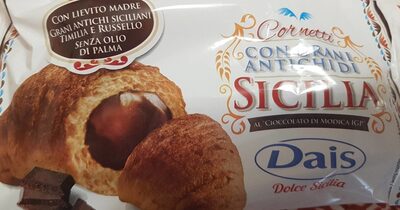 CON LIEVITO MADRE
GRANI ANTICHI SICILIANI
TIMILIA E RUSSELLO
SENZA OLIO
DI PALMA
Cornetti
CON GRANI
ANTICHI DI
SICILIA
AL "CIOCCOLATO DI MODICA IGP"
Dais
Dolce Sicilia